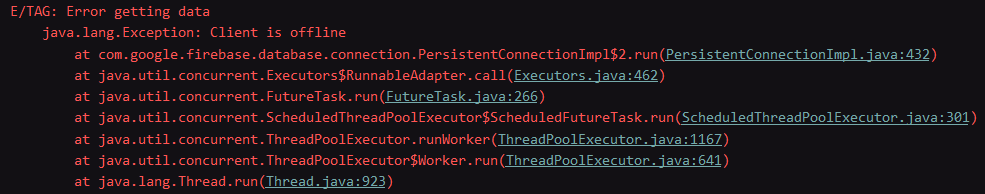 E/TAG: Error getting data
java.lang.Exception: Client is offline
at com.google.firebase.database.connection.PersistentConnectionImpl$2.run(PersistentConnectionImpl.java:432)
at java.util.concurrent.Executors$RunnableAdapter.call(Executors.java:462)
at java.util.concurrent.FutureTask.run(FutureTask.java:266)
at java.util.concurrent.ScheduledThreadPoolExecutor$ScheduledFutureTask.run(ScheduledThreadPoolExecutor.java:301)
at java.util.concurrent.ThreadPoolExecutor.runWorker(ThreadPoolExecutor.java:1167)
at java.util.concurrent.ThreadPoolExecutor$Worker.run(ThreadPoolExecutor.java:641)
at java.lang.Thread.run(Thread.java:923)